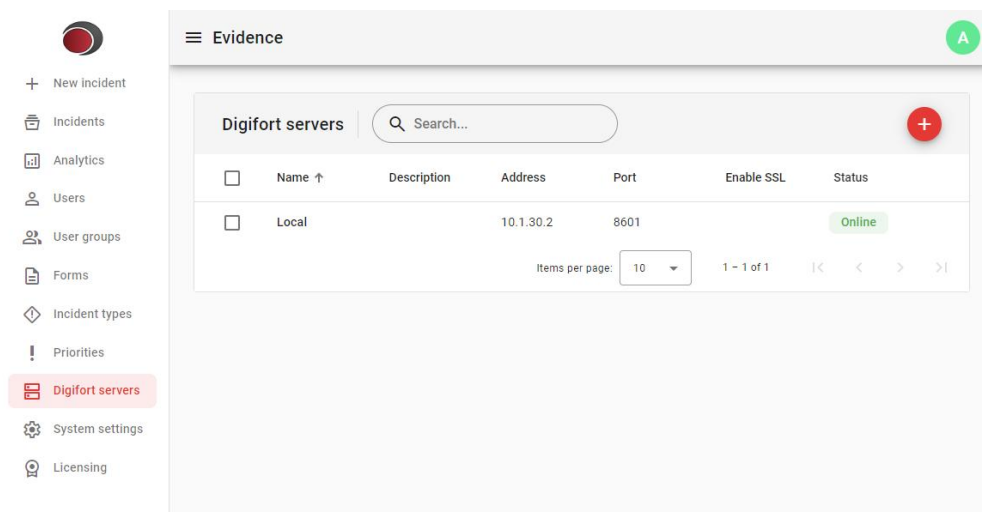 Evidence
A
New incident
Incidents
Analytics
Users
User groups
Forms
Incident types
Priorities
Digifort servers
System settings
Licensing
Digifort servers
Search...
Name Description Address Port Enable SSL Status
Local 10.1.30.2 8601 Online
Items per page: 10 1 – 1 of 1